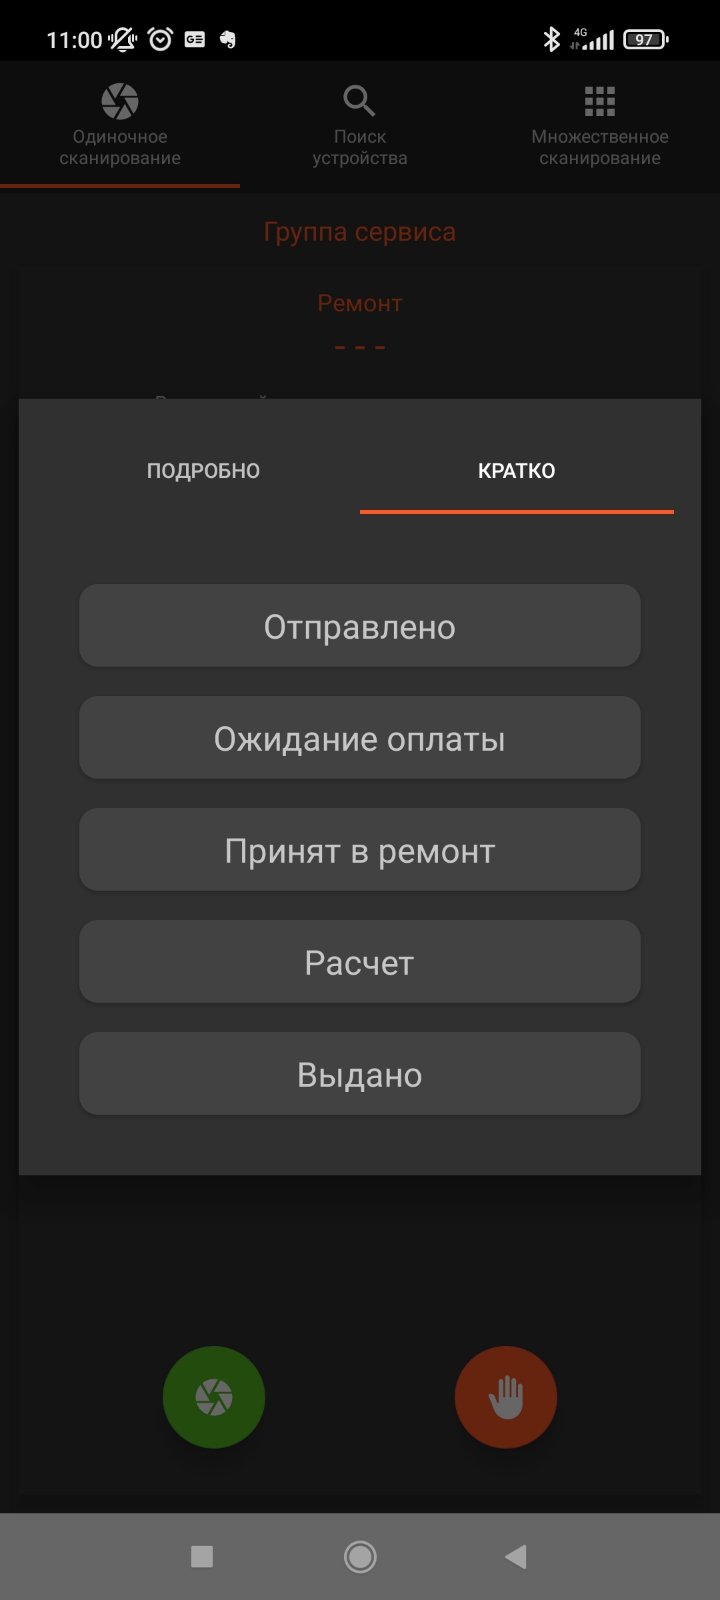 11:00
4G
97
Одиночное
сканирование
Поиск
устройства
Множественное
сканирование
Группа сервиса
Ремонт
---
ПОДРОБНО
КРАТКО
Отправлено
Ожидание оплаты
Принят в ремонт
Расчет
Выдано